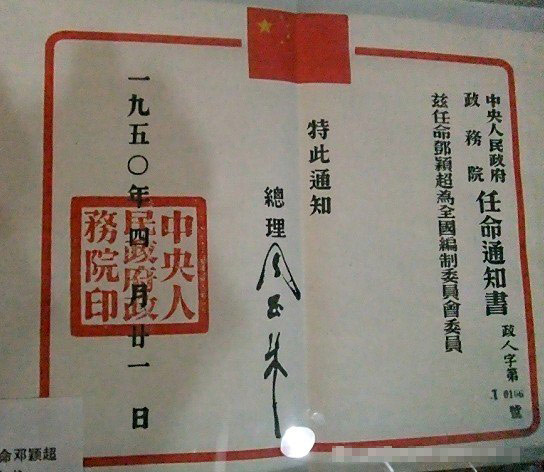 中央人民政府
政務院
任命通知書
政人字第
號
茲任命鄧穎超為全國編制委員會委員
特此通知
總理 周恩來
一九五〇年四月廿一日
中央人
民政府政
務院印
命邓颖超